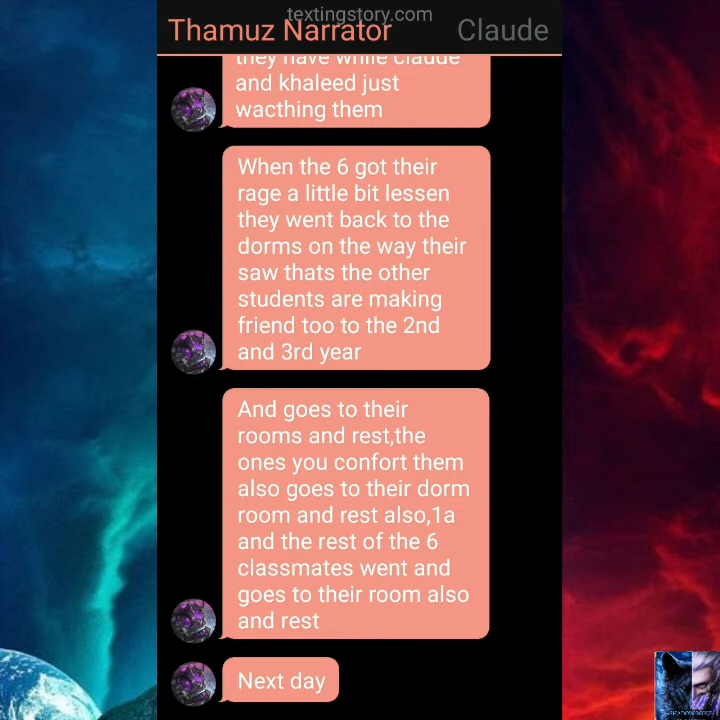 textingstory.com
Thamuz Narrator
Claude
they have while claude
and khaleed just
wacthing them
When the 6 got their
rage a little bit lessen
they went back to the
dorms on the way their
saw thats the other
students are making
friend too to the 2nd
and 3rd year
And goes to their
rooms and rest,the
ones you confort them
also goes to their dorm
room and rest also,1a
and the rest of the 6
classmates went and
goes to their room also
and rest
Next day